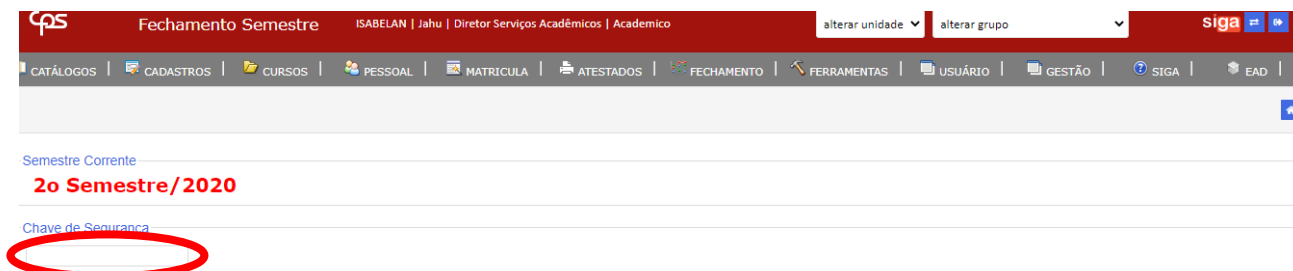 cps Fechamento Semestre ISABELAN | Jahu | Diretor Serviços Acadêmicos | Academico alterar unidade alterar grupo siga
CATÁLOGOS | CADASTROS | CURSOS | PESSOAL | MATRICULA | ATESTADOS | FECHAMENTO | FERRAMENTAS | USUÁRIO | GESTÃO | SIGA | EAD |
Semestre Corrente
2o Semestre/2020
Chave de Segurança